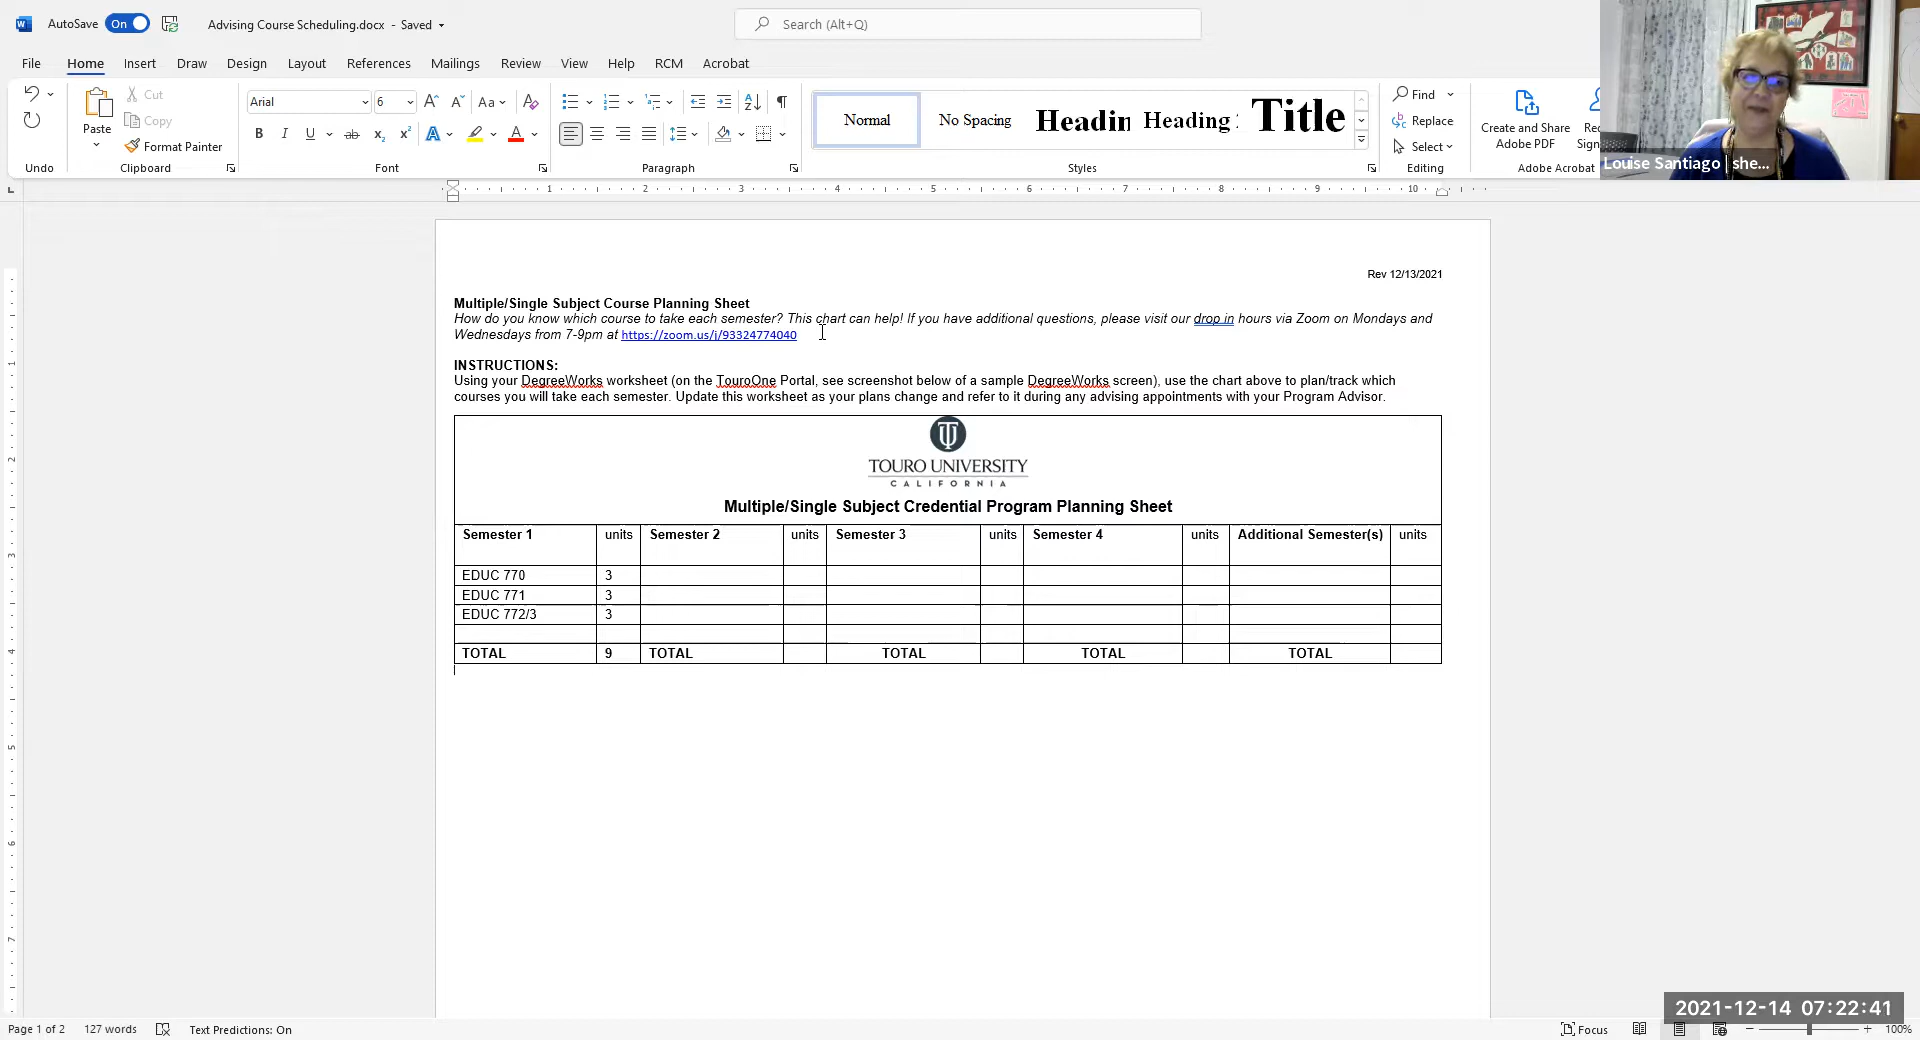 AutoSave On Advising Course Scheduling.docx - Saved Search (Alt+Q)
File Home Insert Draw Design Layout References Mailings Review View Help RCM Acrobat
Paste Cut Copy Format Painter
Arial 6
Normal No Spacing Headin Heading Title
Find Replace Select
Create and Share
Adobe PDF
Undo Clipboard Font Paragraph Styles Editing Adobe Acrobat
Louise Santiago | she...
Rev 12/13/2021
Multiple/Single Subject Course Planning Sheet
How do you know which course to take each semester? This chart can help! If you have additional questions, please visit our drop in hours via Zoom on Mondays and
Wednesdays from 7-9pm at https://zoom.us/j/93324774040
INSTRUCTIONS:
Using your DegreeWorks worksheet (on the TouroOne Portal, see screenshot below of a sample DegreeWorks screen), use the chart above to plan/track which
courses you will take each semester. Update this worksheet as your plans change and refer to it during any advising appointments with your Program Advisor.
TOURO UNIVERSITY
CALIFORNIA
Multiple/Single Subject Credential Program Planning Sheet
Semester 1 units Semester 2 units Semester 3 units Semester 4 units Additional Semester(s) units
EDUC 770 3
EDUC 771 3
EDUC 772/3 3
TOTAL 9 TOTAL TOTAL TOTAL TOTAL
2021-12-14 07:22:41
Page 1 of 2 127 words Text Predictions: On Focus 100%